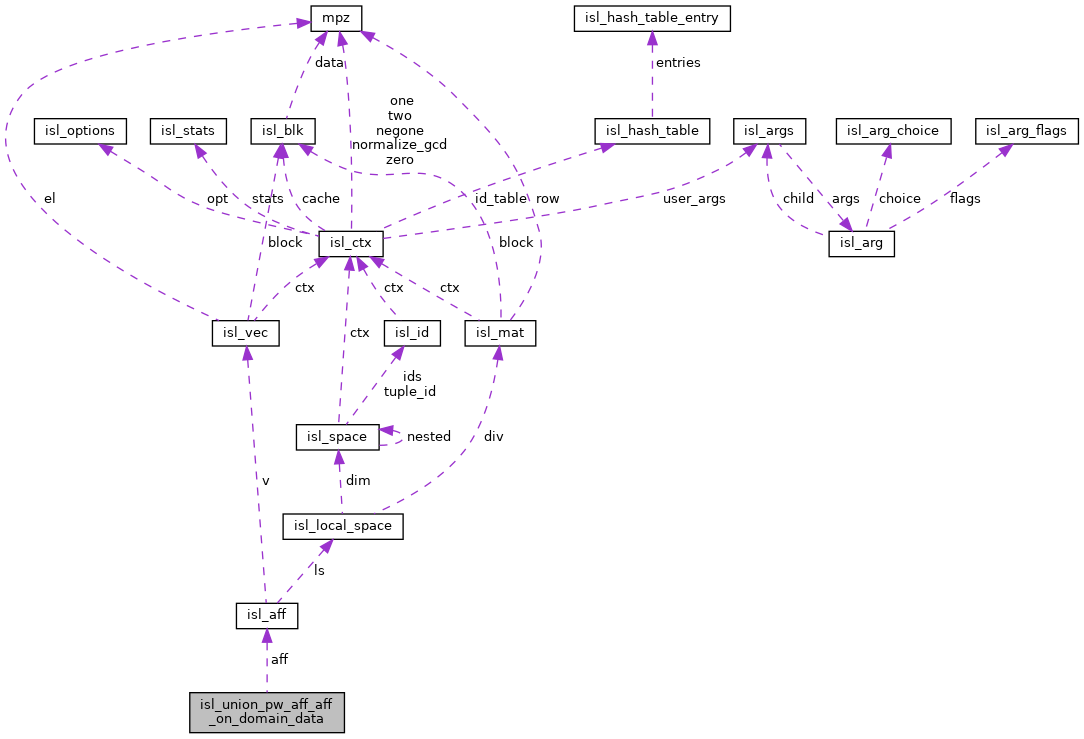 mpz
isl_hash_table_entry
data
entries
one
two
negone
normalize_gcd
zero
isl_options
isl_stats
isl_blk
isl_hash_table
isl_args
isl_arg_choice
isl_arg_flags
el
opt
stats
cache
id_table
row
user_args
child
args
choice
flags
block
isl_ctx
block
isl_arg
ctx
ctx
ctx
isl_vec
ctx
isl_id
isl_mat
ids
tuple_id
isl_space
nested
div
v
dim
isl_local_space
ls
isl_aff
aff
isl_union_pw_aff_aff
_on_domain_data